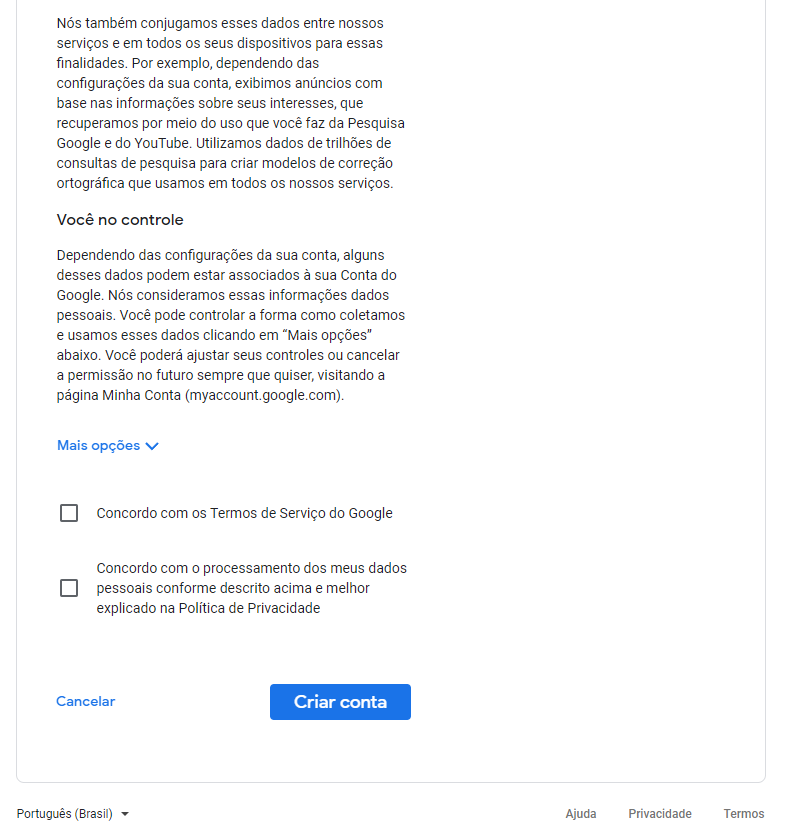 Nós também conjugamos esses dados entre nossos
serviços e em todos os seus dispositivos para essas
finalidades. Por exemplo, dependendo das
configurações da sua conta, exibimos anúncios com
base nas informações sobre seus interesses, que
recuperamos por meio do uso que você faz da Pesquisa
Google e do YouTube. Utilizamos dados de trilhões de
consultas de pesquisa para criar modelos de correção
ortográfica que usamos em todos os nossos serviços.
Você no controle
Dependendo das configurações da sua conta, alguns
desses dados podem estar associados à sua Conta do
Google. Nós consideramos essas informações dados
pessoais. Você pode controlar a forma como coletamos
e usamos esses dados clicando em “Mais opções”
abaixo. Você poderá ajustar seus controles ou cancelar
a permissão no futuro sempre que quiser, visitando a
página Minha Conta (myaccount.google.com).
Mais opções
Concordo com os Termos de Serviço do Google
Concordo com o processamento dos meus dados
pessoais conforme descrito acima e melhor
explicado na Política de Privacidade
Cancelar
Criar conta
Português (Brasil)
Ajuda
Privacidade
Termos